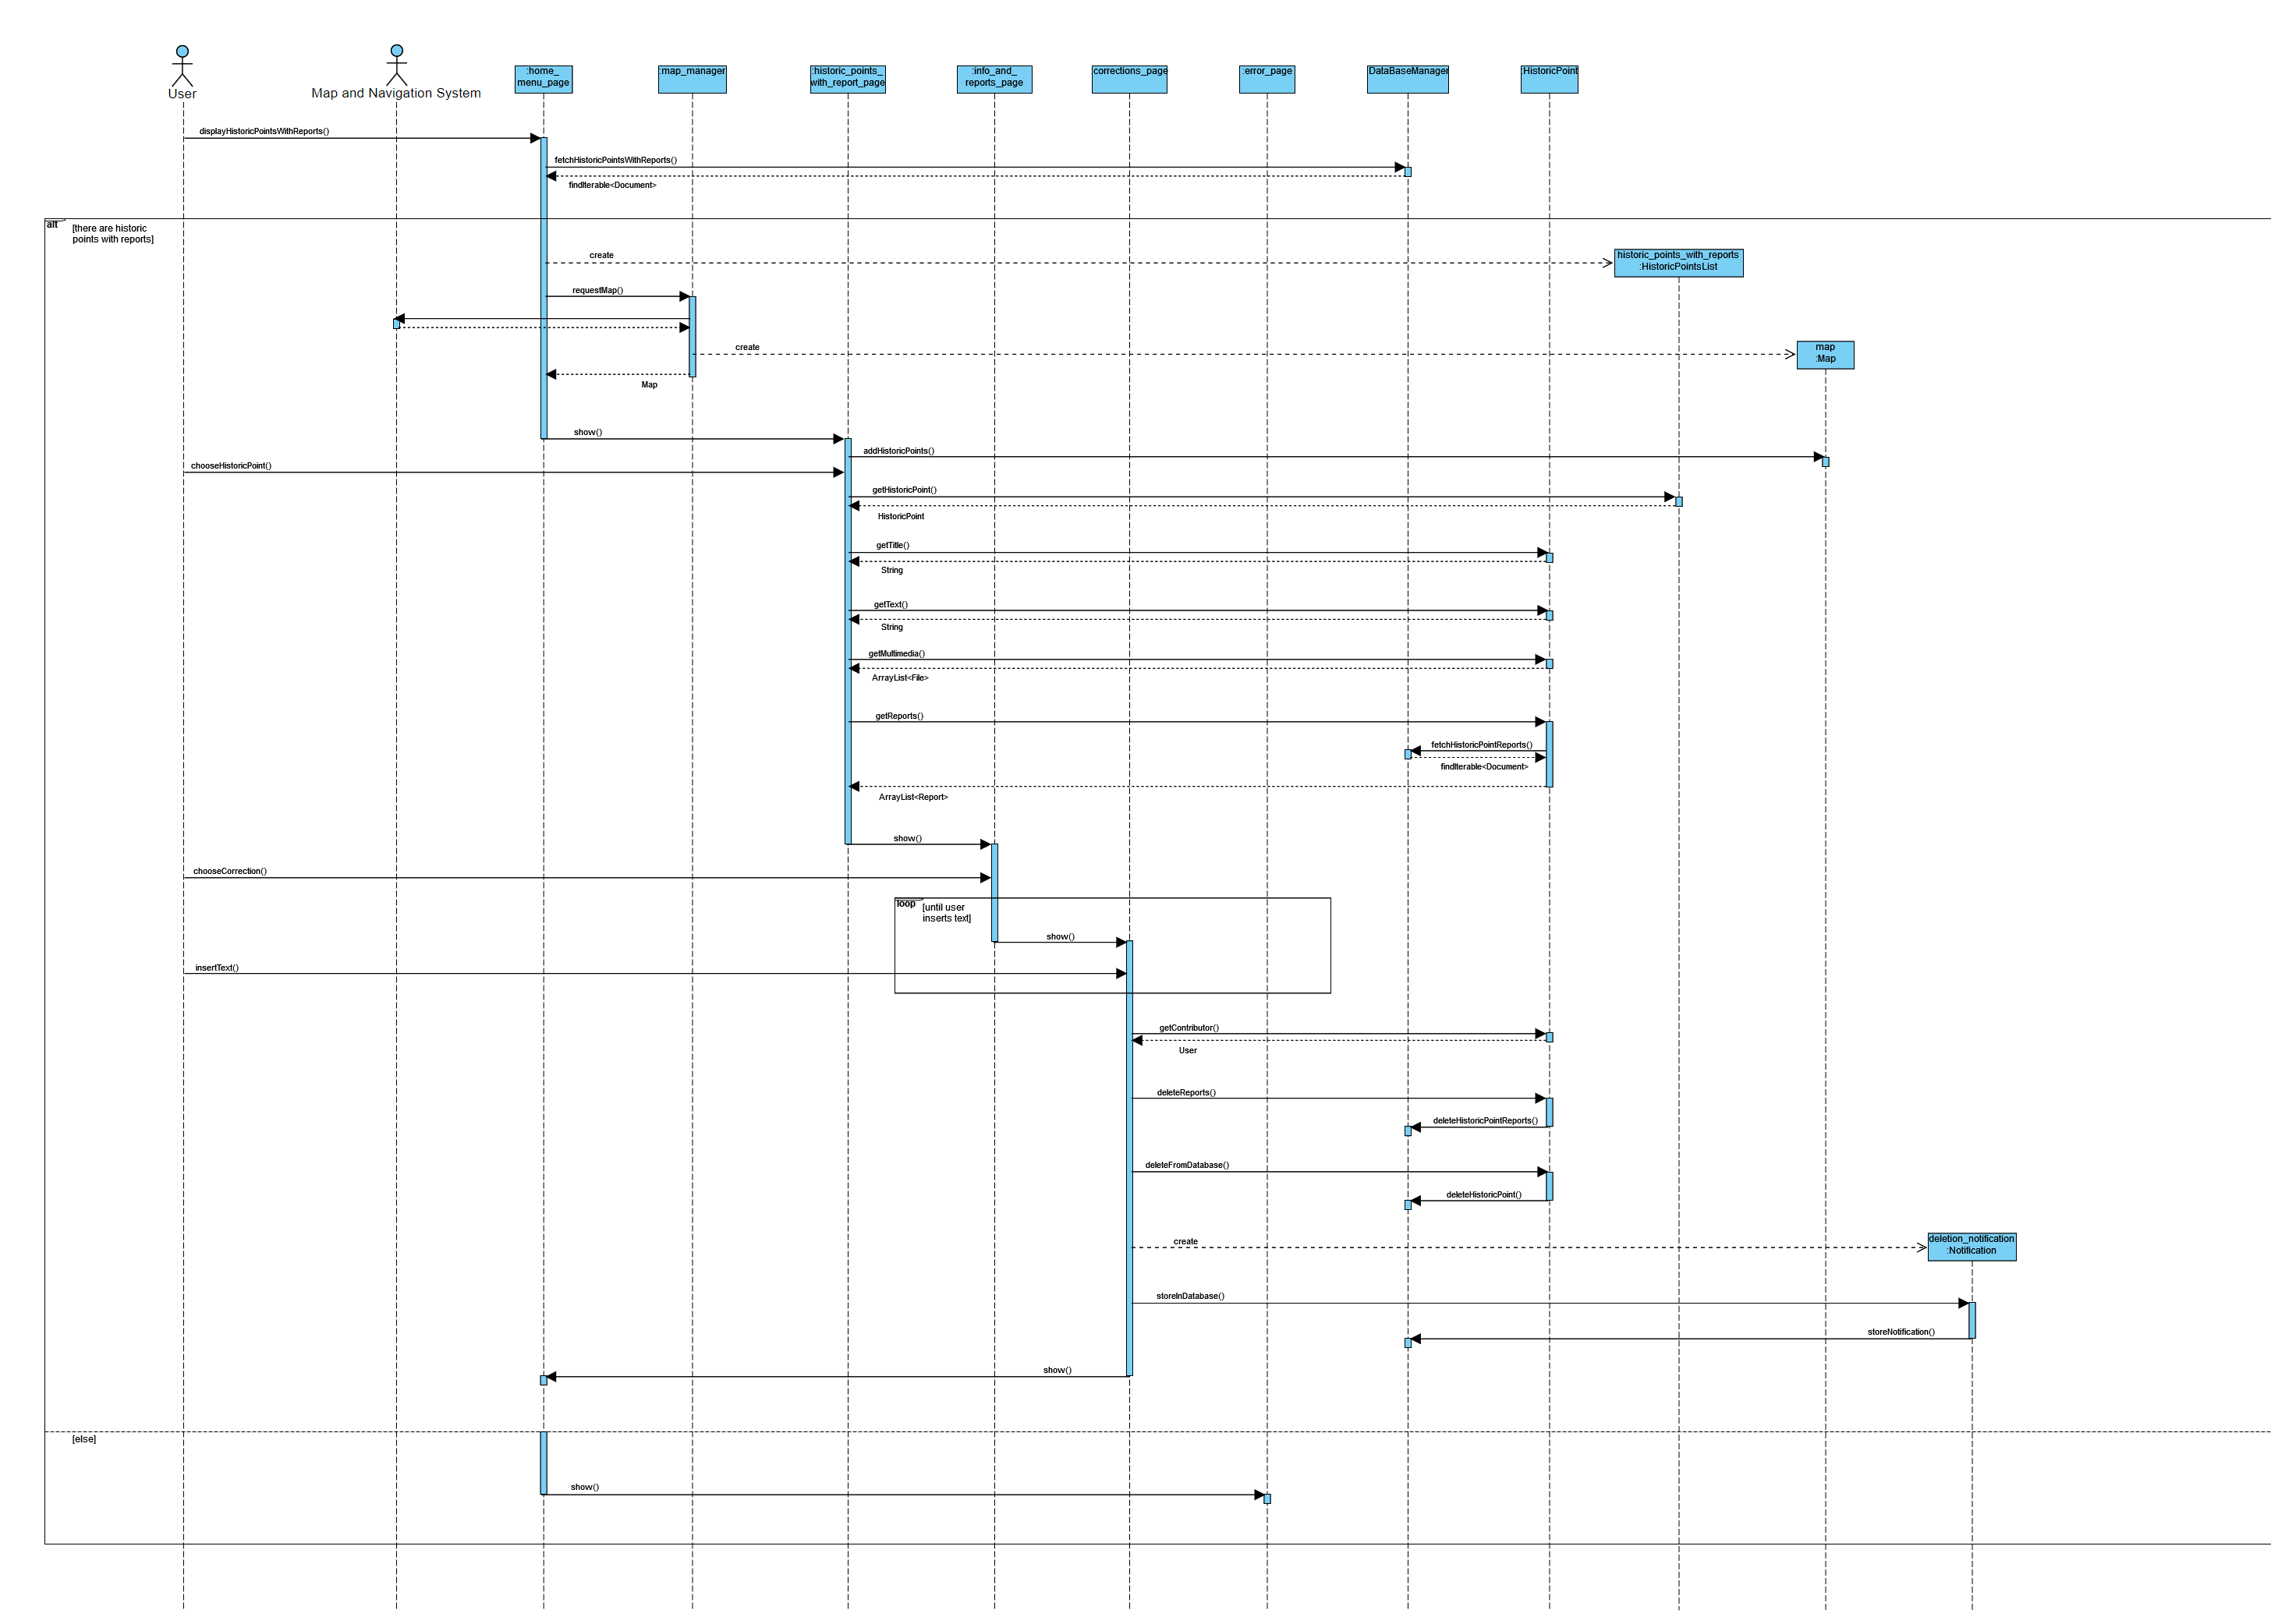 User
Map and Navigation System
:home_
menu_page
:map_manager
:historic_points_
with_report_page
:info_and_
reports_page
corrections_page
:error_page
DataBaseManager
:HistoricPoint
displayHistoricPointsWithReports()
fetchHistoricPointsWithReports()
findIterable<Document>
alt
[there are historic
points with reports]
create
historic_points_with_reports
:HistoricPointsList
requestMap()
create
map
:Map
Map
show()
addHistoricPoints()
chooseHistoricPoint()
getHistoricPoint()
HistoricPoint
getTitle()
String
getText()
String
getMultimedia()
ArrayList<File>
getReports()
fetchHistoricPointReports()
findIterable<Document>
ArrayList<Report>
show()
chooseCorrection()
loop
[until user
inserts text]
show()
insertText()
getContributor()
User
deleteReports()
deleteHistoricPointReports()
deleteFromDatabase()
deleteHistoricPoint()
create
deletion_notification
:Notification
storeInDatabase()
storeNotification()
show()
[else]
show()